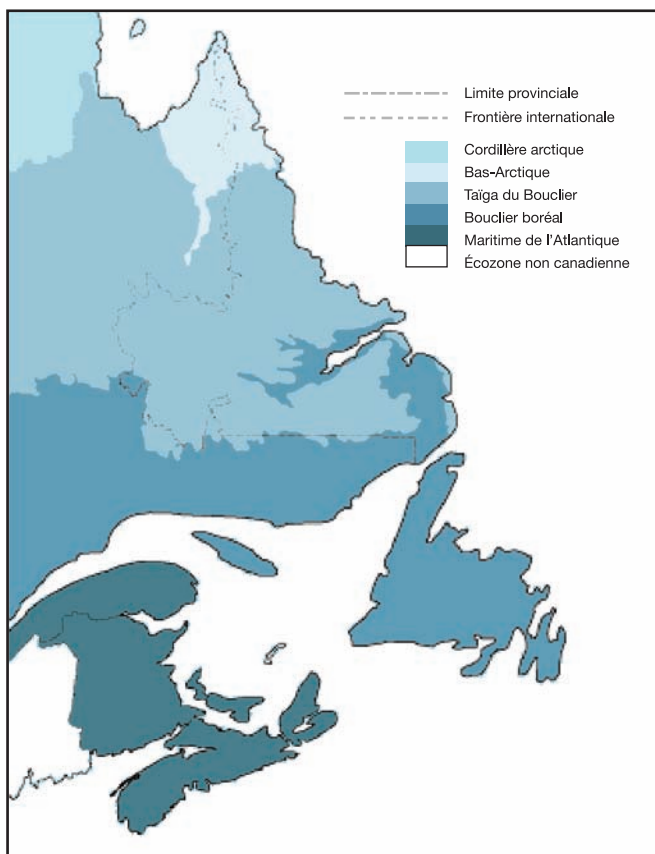 Limite provinciale
Frontière internationale
Cordillère arctique
Bas-Arctique
Taïga du Bouclier
Bouclier boréal
Maritime de l'Atlantique
Écozone non canadienne